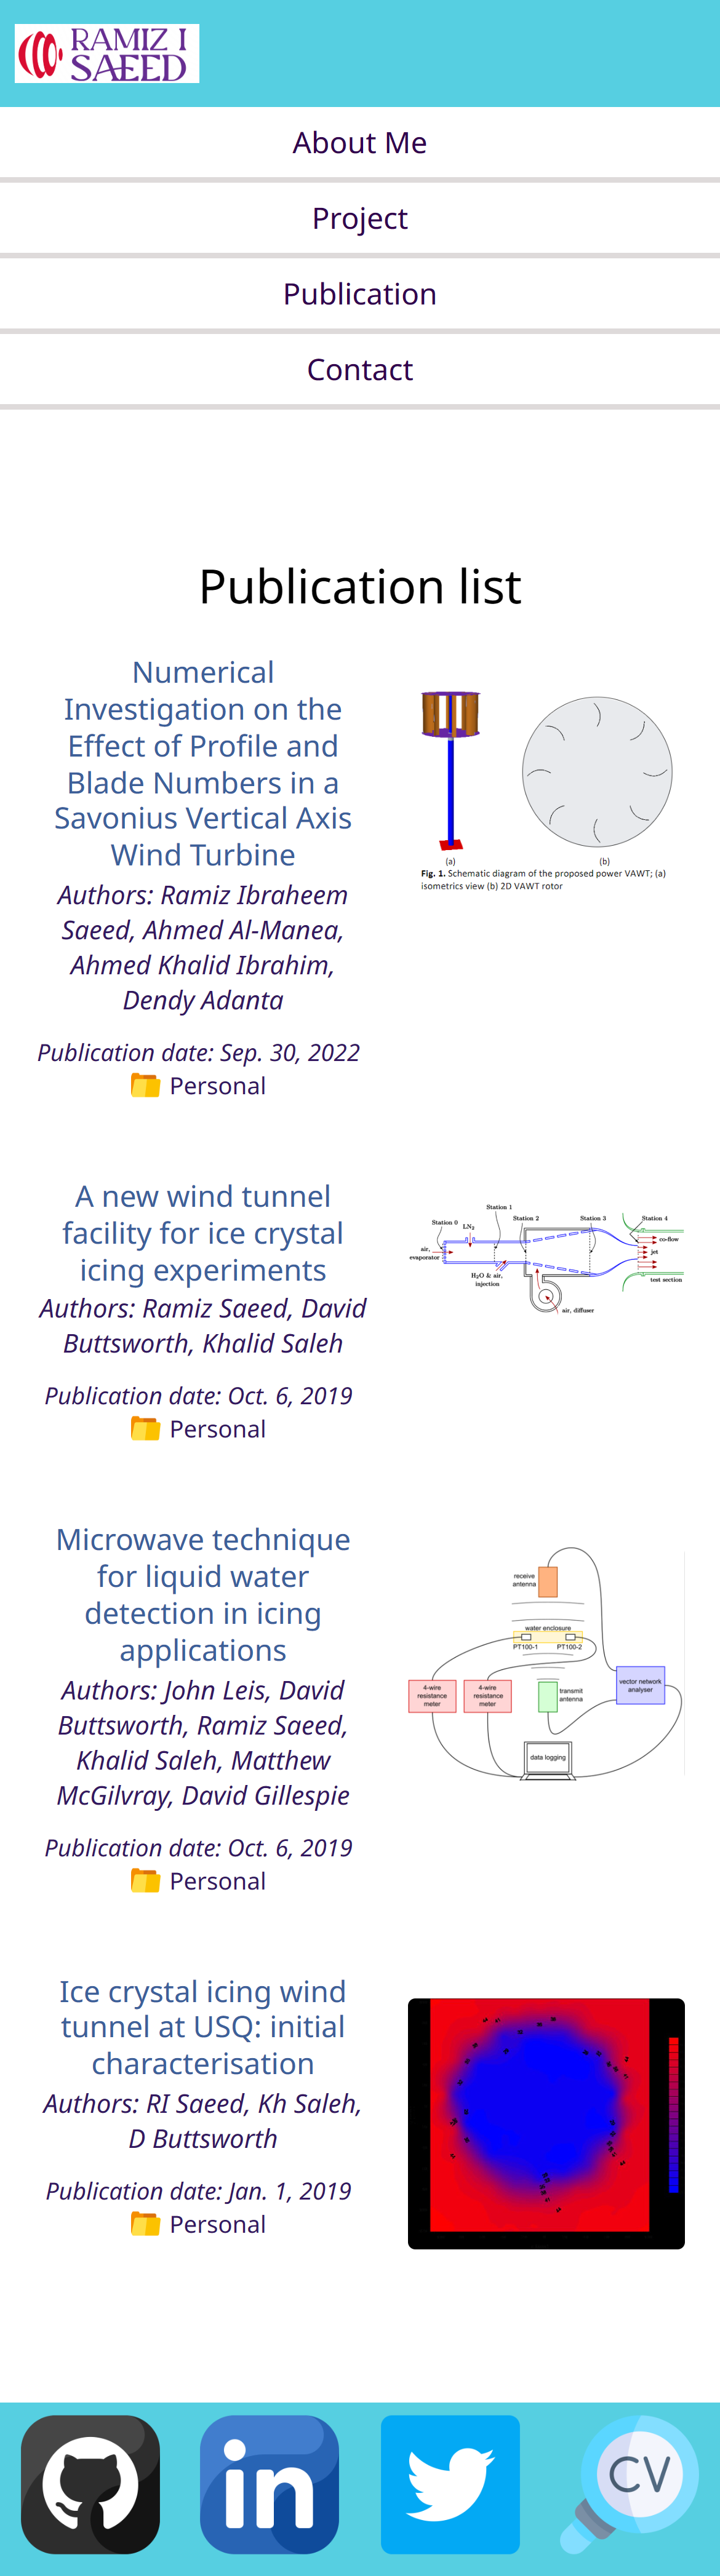 RAMIZ I
SAEED
About Me
Project
Publication
Contact
Publication list
Numerical
Investigation on the
Effect of Profile and
Blade Numbers in a
Savonius Vertical Axis
Wind Turbine
Authors: Ramiz Ibraheem
Saeed, Ahmed Al-Manea,
Ahmed Khalid Ibrahim,
Dendy Adanta
Publication date: Sep. 30, 2022
Personal
(a)
(b)
Fig. 1. Schematic diagram of the proposed power VAWT; (a)
isometrics view (b) 2D VAWT rotor
A new wind tunnel
facility for ice crystal
icing experiments
Authors: Ramiz Saeed, David
Buttsworth, Khalid Saleh
Publication date: Oct. 6, 2019
Personal
Station 0
LN2
Station 1
Station 2
Station 3
Station 4
air,
evaporator
H2O & air,
injection
air, diffuser
co-flow
jet
test section
Microwave technique
for liquid water
detection in icing
applications
Authors: John Leis, David
Buttsworth, Ramiz Saeed,
Khalid Saleh, Matthew
McGilvray, David Gillespie
Publication date: Oct. 6, 2019
Personal
receive
antenna
water enclosure
PT100-1
PT100-2
4-wire
resistance
meter
4-wire
resistance
meter
transmit
antenna
vector network
analyser
data logging
Ice crystal icing wind
tunnel at USQ: initial
characterisation
Authors: RI Saeed, Kh Saleh,
D Buttsworth
Publication date: Jan. 1, 2019
Personal
in
CV